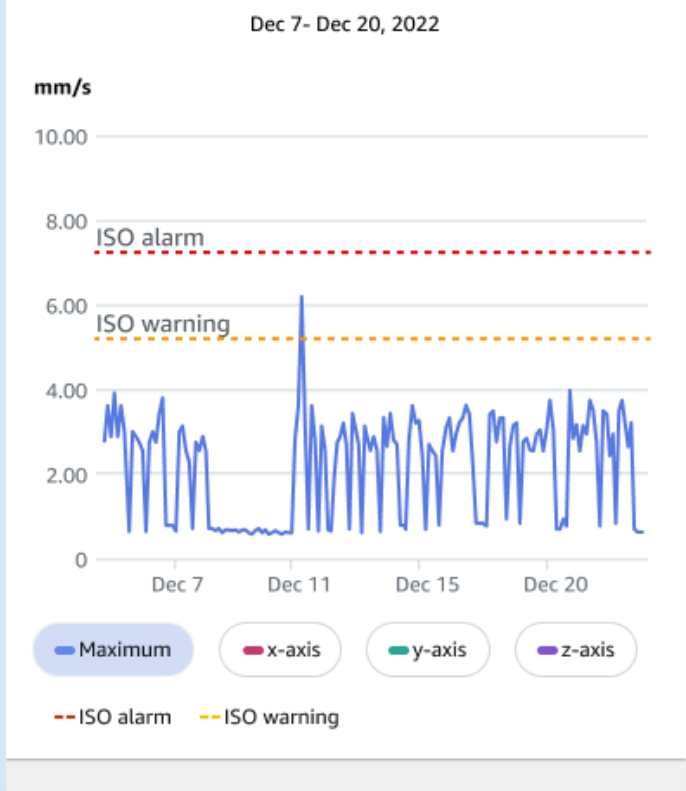 Dec 7- Dec 20, 2022
mm/s
10.00
8.00
ISO alarm
6.00
ISO warning
4.00
2.00
0
Dec 7 Dec 11 Dec 15 Dec 20
Maximum x-axis y-axis z-axis
ISO alarm ISO warning